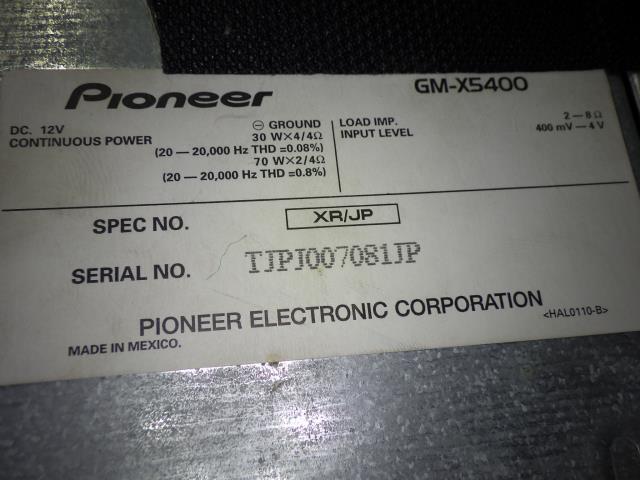 Pioneer
GM-X5400
DC. 12V
⊖ GROUND
CONTINUOUS POWER
30 W×4/4Ω
(20 — 20,000 Hz THD =0.08%)
70 W×2/4Ω
(20 — 20,000 Hz THD =0.8%)
LOAD IMP.
2 — 8Ω
INPUT LEVEL
400 mV — 4 V
SPEC NO.
XR/JP
SERIAL NO.
TJPJ007081JP
PIONEER ELECTRONIC CORPORATION
MADE IN MEXICO.
<HAL0110-B>